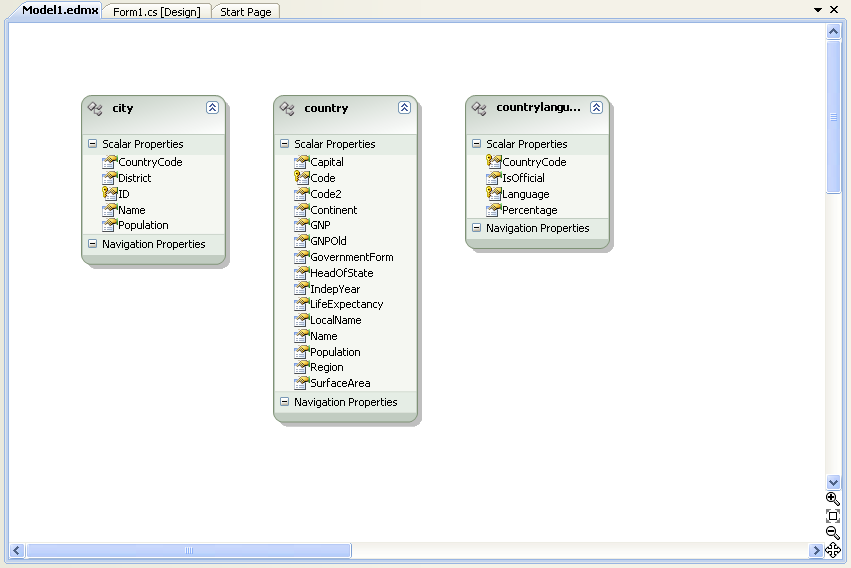 Model1.edmx
Form1.cs [Design]
Start Page
city
Scalar Properties
CountryCode
District
ID
Name
Population
Navigation Properties
country
Scalar Properties
Capital
Code
Code2
Continent
GNP
GNPOld
GovernmentForm
HeadOfState
IndepYear
LifeExpectancy
LocalName
Name
Population
Region
SurfaceArea
Navigation Properties
countrylangu...
Scalar Properties
CountryCode
IsOfficial
Language
Percentage
Navigation Properties